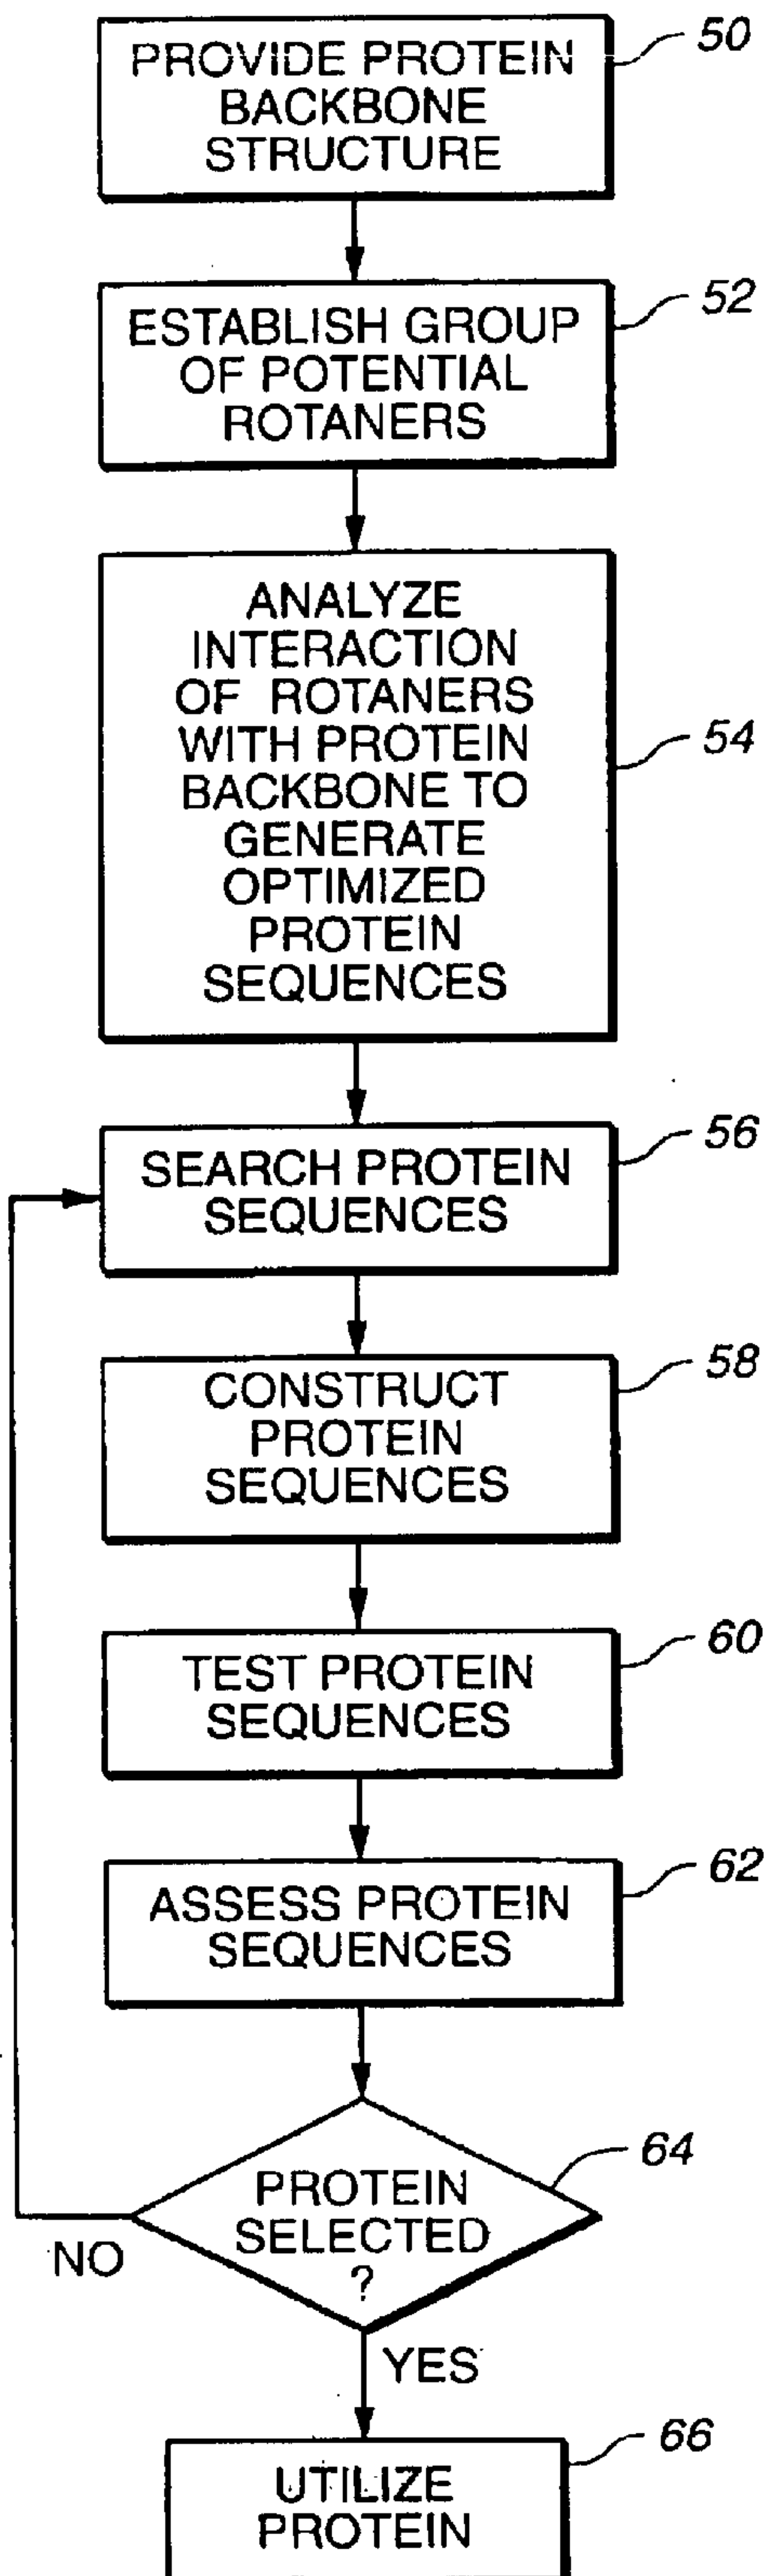 PROVIDE PROTEIN
BACKBONE
STRUCTURE
50
ESTABLISH GROUP
OF POTENTIAL
ROTANERS
52
ANALYZE
INTERACTION
OF ROTANERS
WITH PROTEIN
BACKBONE TO
GENERATE
OPTIMIZED
PROTEIN
SEQUENCES
54
SEARCH PROTEIN
SEQUENCES
56
CONSTRUCT
PROTEIN
SEQUENCES
58
TEST PROTEIN
SEQUENCES
60
ASSESS PROTEIN
SEQUENCES
62
PROTEIN
SELECTED
?
64
NO
YES
UTILIZE
PROTEIN
66